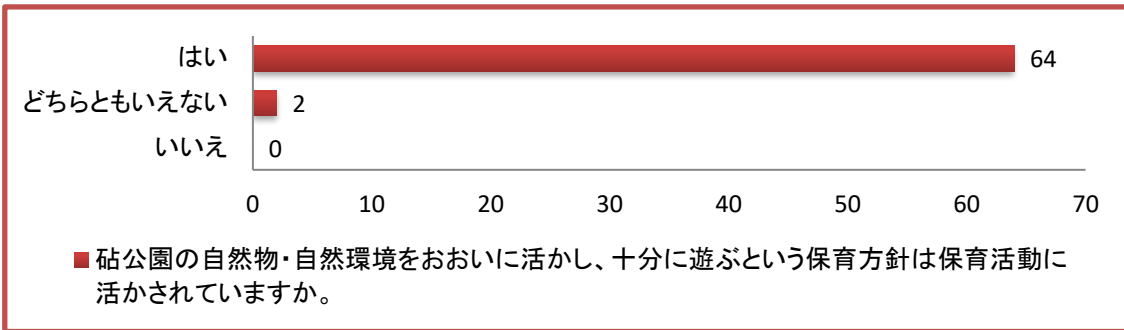 はい 64
どちらともいえない 2
いいえ 0
0 10 20 30 40 50 60 70
砧公園の自然物・自然環境をおおいに活かし、十分に遊ぶという保育方針は保育活動に
活かされていますか。